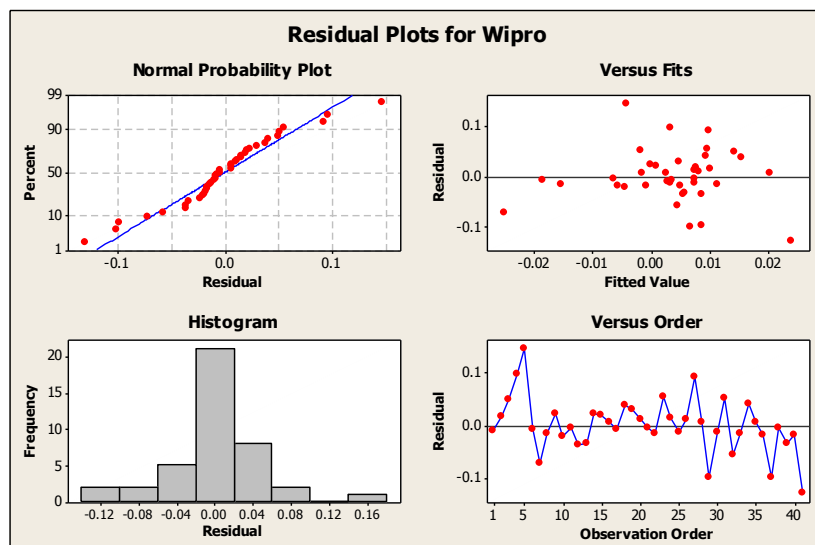 Residual Plots for Wipro
Normal Probability Plot
99
90
50
10
1
Percent
-0.1 0.0 0.1
Residual
Versus Fits
0.1
0.0
-0.1
Residual
-0.02 -0.01 0.00 0.01 0.02
Fitted Value
Histogram
20
15
10
5
0
Frequency
-0.12 -0.08 -0.04 0.00 0.04 0.08 0.12 0.16
Residual
Versus Order
0.1
0.0
-0.1
Residual
1 5 10 15 20 25 30 35 40
Observation Order